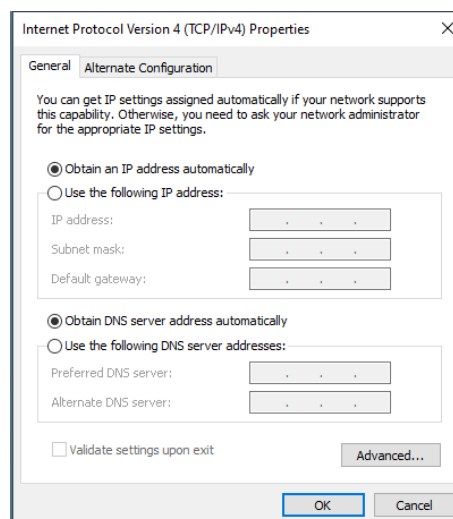 Internet Protocol Version 4 (TCP/IPv4) Properties
General
Alternate Configuration
You can get IP settings assigned automatically if your network supports
this capability. Otherwise, you need to ask your network administrator
for the appropriate IP settings.
Obtain an IP address automatically
Use the following IP address:
IP address:
Subnet mask:
Default gateway:
Obtain DNS server address automatically
Use the following DNS server addresses:
Preferred DNS server:
Alternate DNS server:
Validate settings upon exit
Advanced...
OK
Cancel